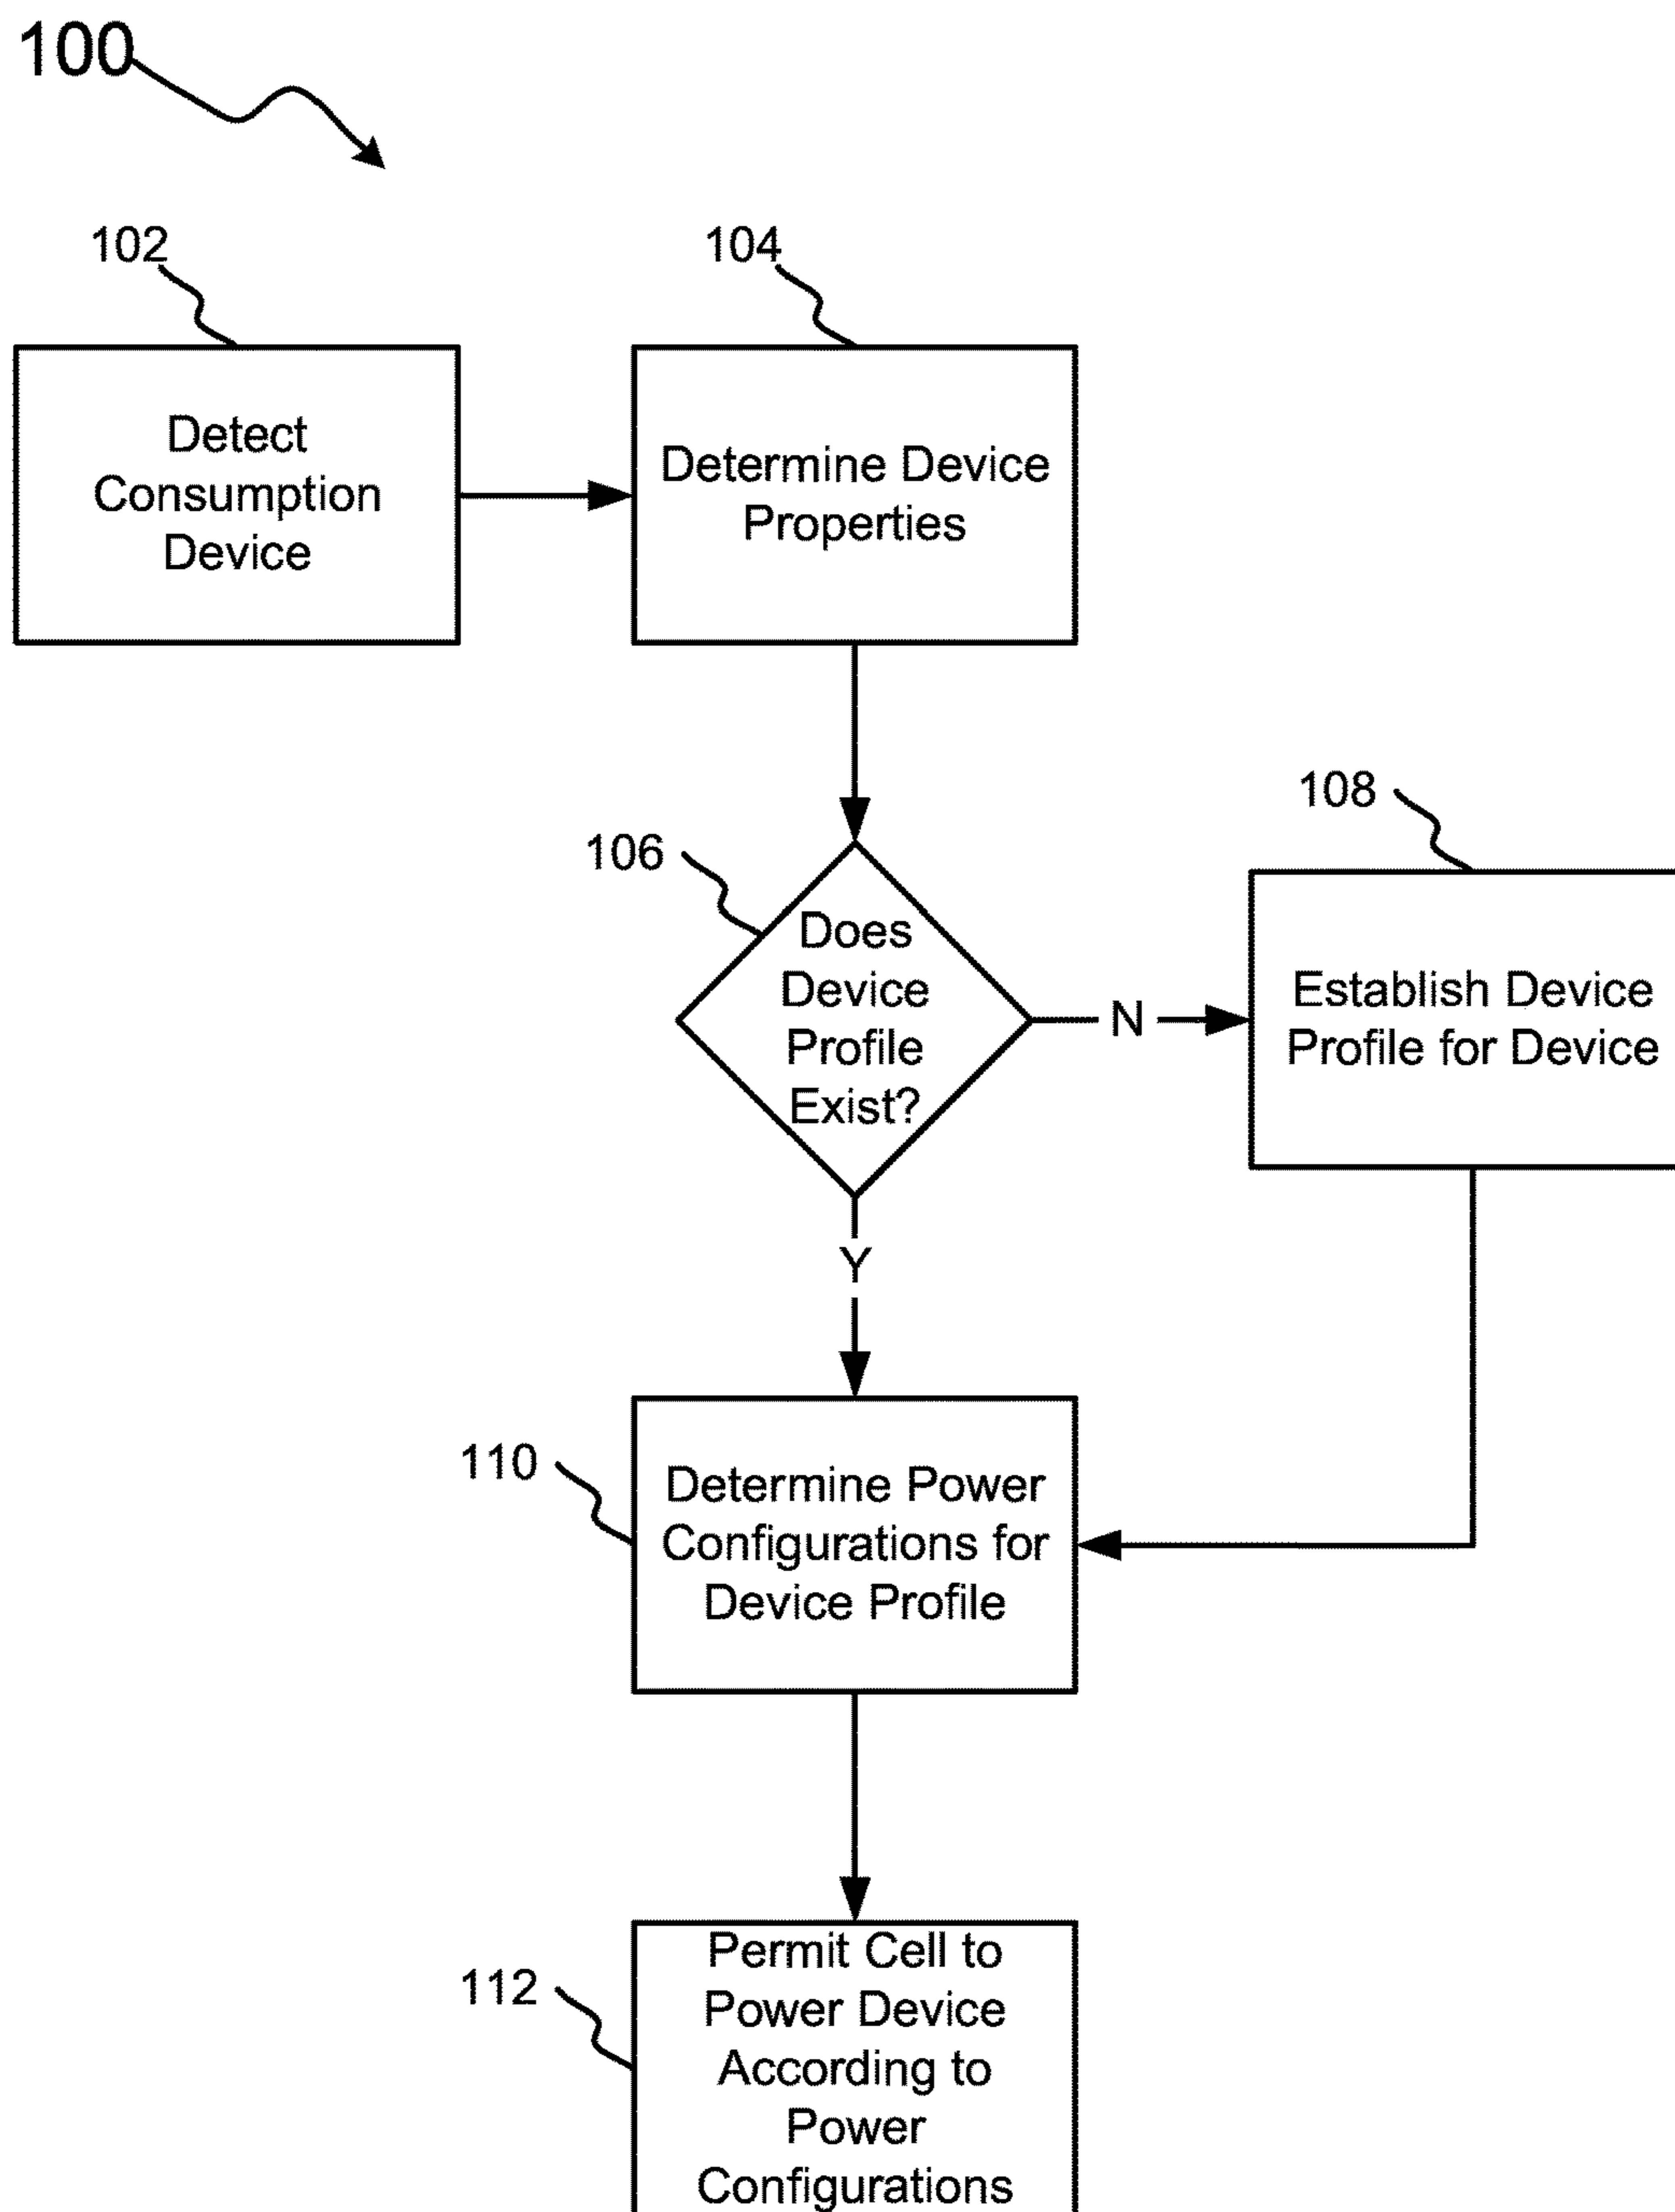 100
102
104
Detect
Consumption
Device
Determine Device
Properties
106
108
Does
Device
Profile
Exist?
N
Establish Device
Profile for Device
Y
110
Determine Power
Configurations for
Device Profile
112
Permit Cell to
Power Device
According to
Power
Configurations